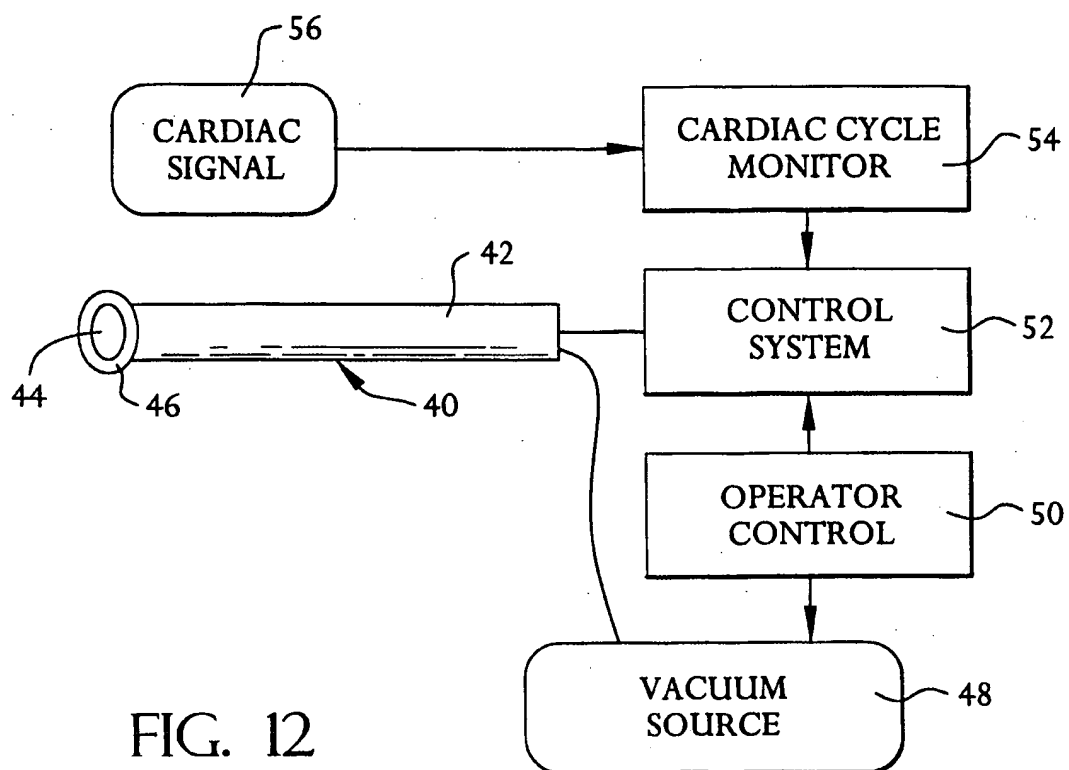 56
CARDIAC
SIGNAL
CARDIAC CYCLE
MONITOR
54
42
CONTROL
SYSTEM
52
44
46
40
OPERATOR
CONTROL
50
VACUUM
SOURCE
48
FIG. 12